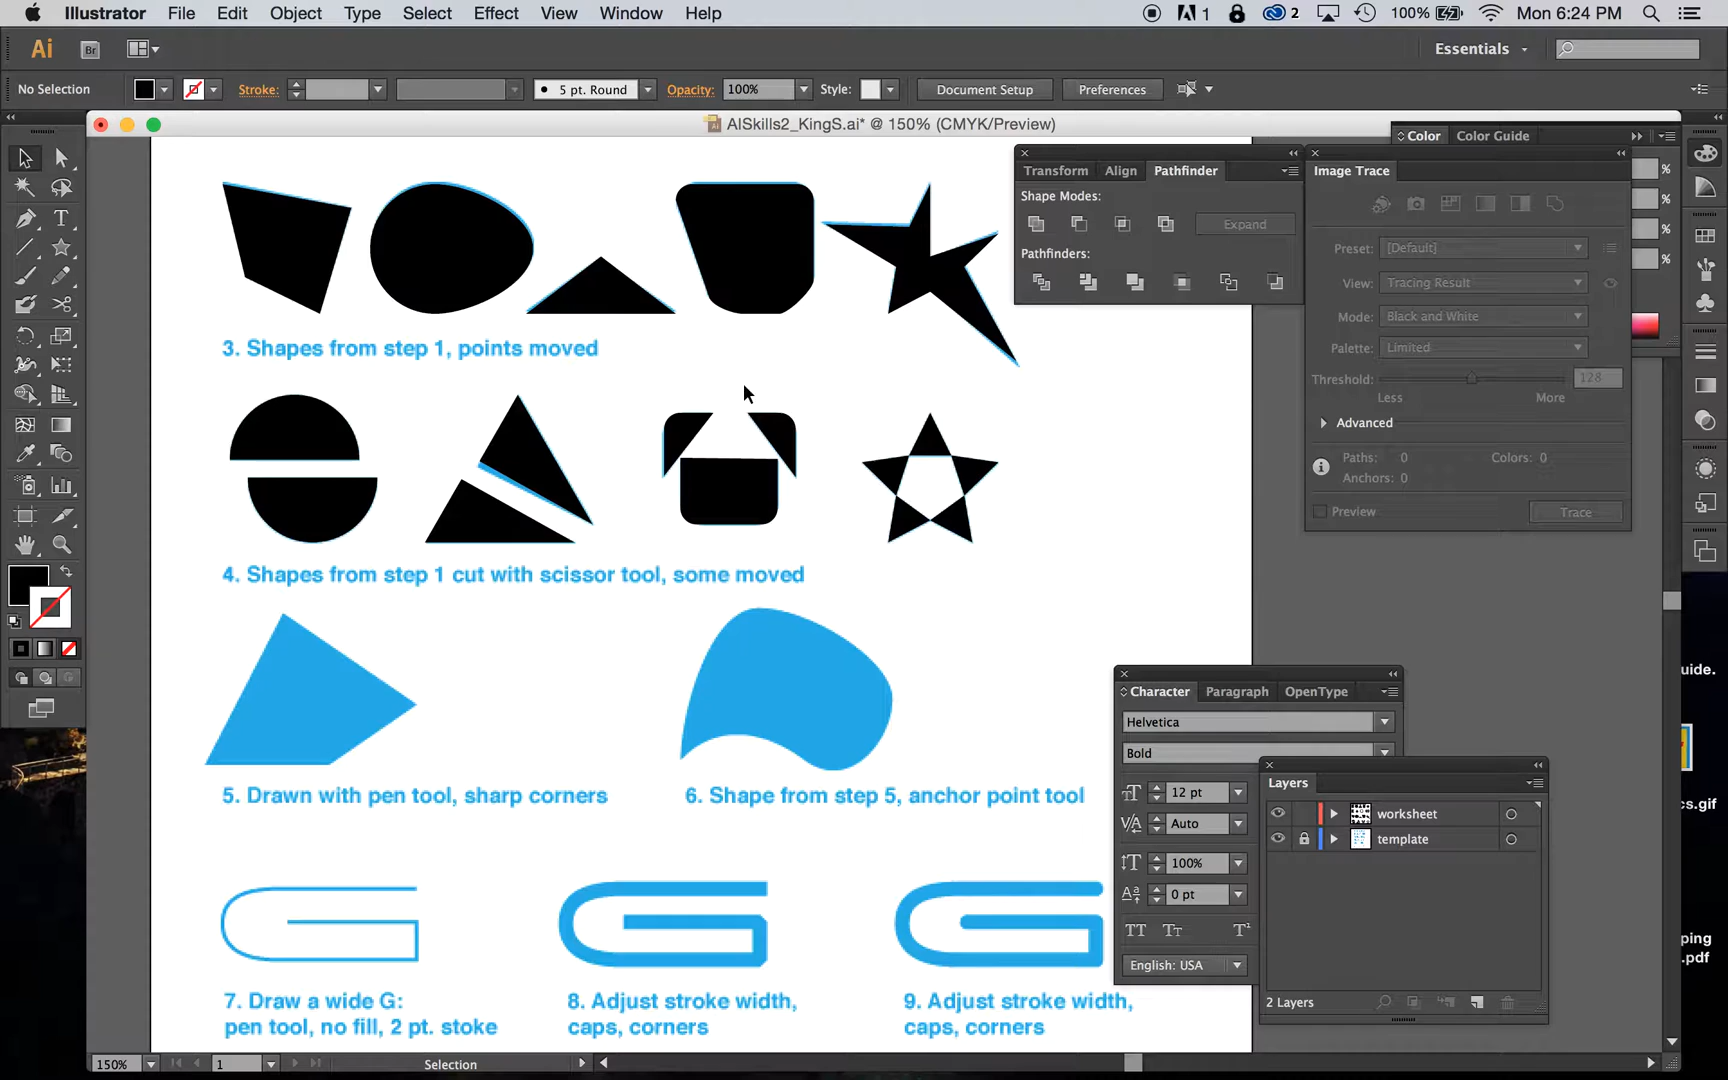 Illustrator File Edit Object Type Select Effect View Window Help 1 2 100% Mon 6:24 PM
Ai Br Essentials
No Selection Stroke: 5 pt. Round Opacity: 100% Style: Document Setup Preferences
AISkills2_KingS.ai* @ 150% (CMYK/Preview)
Color Color Guide
Transform Align Pathfinder
Shape Modes:
Expand
Pathfinders:
Image Trace
Preset: [Default]
View: Tracing Result
Mode: Black and White
Palette: Limited
Threshold: 128
Less More
Advanced
Paths: 0 Colors: 0
Anchors: 0
Preview Trace
%
%
%
%
3. Shapes from step 1, points moved
4. Shapes from step 1 cut with scissor tool, some moved
5. Drawn with pen tool, sharp corners
6. Shape from step 5, anchor point tool
7. Draw a wide G:
pen tool, no fill, 2 pt. stoke
8. Adjust stroke width,
caps, corners
9. Adjust stroke width,
caps, corners
Character Paragraph OpenType
Helvetica
Bold
12 pt
Auto
100%
0 pt
English: USA
Layers
worksheet
template
2 Layers
uide.
cs.gif
ping
.pdf
150% 1 Selection